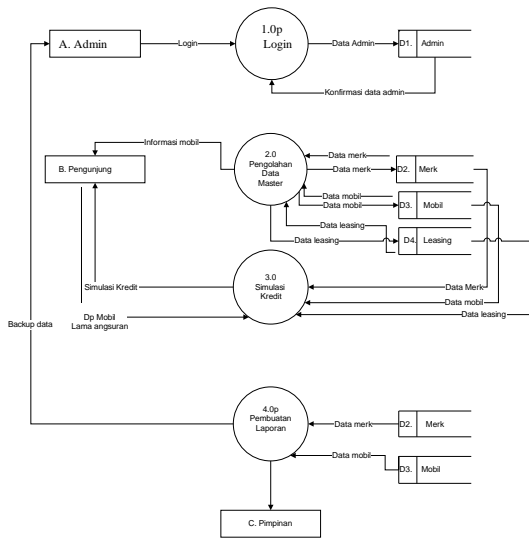 A. Admin
Login
1.0p
Login
Data Admin
D1. Admin
Konfirmasi data admin
Informasi mobil
B. Pengunjung
2.0
Pengolahan
Data
Master
Data merk
Data merk
D2. Merk
Data mobil
Data mobil
D3. Mobil
Data leasing
Data leasing
D4. Leasing
Simulasi Kredit
3.0
Simulasi
Kredit
Data Merk
Data mobil
Data leasing
Dp Mobil
Lama angsuran
Backup data
4.0p
Pembuatan
Laporan
Data merk
D2. Merk
Data mobil
D3. Mobil
C. Pimpinan